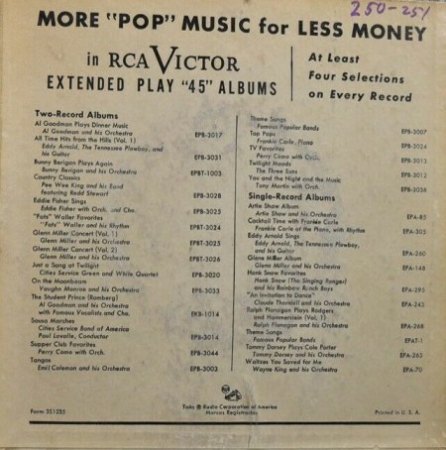 250-251
MORE "POP" MUSIC for LESS MONEY
in RCA VICTOR
EXTENDED PLAY "45" ALBUMS
At Least
Four Selections
on Every Record
Two-Record Albums
Al Goodman Plays Dinner Music
Al Goodman and his Orchestra EPB-3017
All Time Hits from the Hills (Vol. 1)
Eddy Arnold, The Tennessee Plowboy, and
his Guitar EPB-3031
Bunny Berigan Plays Again
Bunny Berigan and his Orchestra EPBT-1003
Country Classics
Pee Wee King and his Band
featuring Redd Stewart EPB-3028
Eddie Fisher Sings
Eddie Fisher with Orch. and Cho. EPB-3025
"Fats" Waller Favorites
"Fats" Waller and his Rhythm EPBT-3024
Glenn Miller Concert (Vol. 1)
Glenn Miller and his Orchestra EPBT-3025
Glenn Miller Concert (Vol. 2)
Glenn Miller and his Orchestra EPBT-3026
Just a Song at Twilight
Cities Service Green and White Quartet EPB-3020
On the Moonbeam
Vaughn Monroe and his Orchestra EPB-3033
The Student Prince (Romberg)
Al Goodman and his Orchestra with
Famous Vocalists and Cho. EKB-1014
Sousa Marches
Cities Service Band of America
Paul Lavalle, Conductor EPB-3014
Supper Club Favorites
Perry Como with Orch. EPB-3044
Tangos
Emil Coleman and his Orchestra EPB-3003
Theme Songs
Famous Popular Bands EPB-3007
Top Pops
Frankie Carle, Piano EPB-3024
TV Favorites
Perry Como with Orch. EPB-3013
Twilight Moods
The Three Suns EPB-3012
You and the Night and the Music
Tony Martin with Orch. EPB-3038
Single-Record Albums
Artie Shaw Album
Artie Shaw and his Orchestra EPA-85
Cocktail Time with Frankie Carle
Frankie Carle at the Piano, with Rhythm EPA-305
Eddy Arnold Sings
Eddy Arnold, The Tennessee Plowboy,
and his Guitar EPA-260
Glenn Miller Album
Glenn Miller and his Orchestra EPA-148
Hank Snow Favorites
Hank Snow (The Singing Ranger)
and his Rainbow Ranch Boys EPA-295
"An Invitation to Dance"
Claude Thornhill and his Orchestra EPA-243
Ralph Flanagan Plays Rodgers
and Hammerstein (Vol. 1)
Ralph Flanagan and his Orchestra EPA-268
Theme Songs
Famous Popular Bands EPAT-1
Tommy Dorsey Plays Cole Porter
Tommy Dorsey and his Orchestra EPA-265
Waltzes You Saved for Me
Wayne King and his Orchestra EPA-70
Form 3S1255
Tmks ® Radio Corporation of America
Marcas Registradas
Printed in U. S. A.